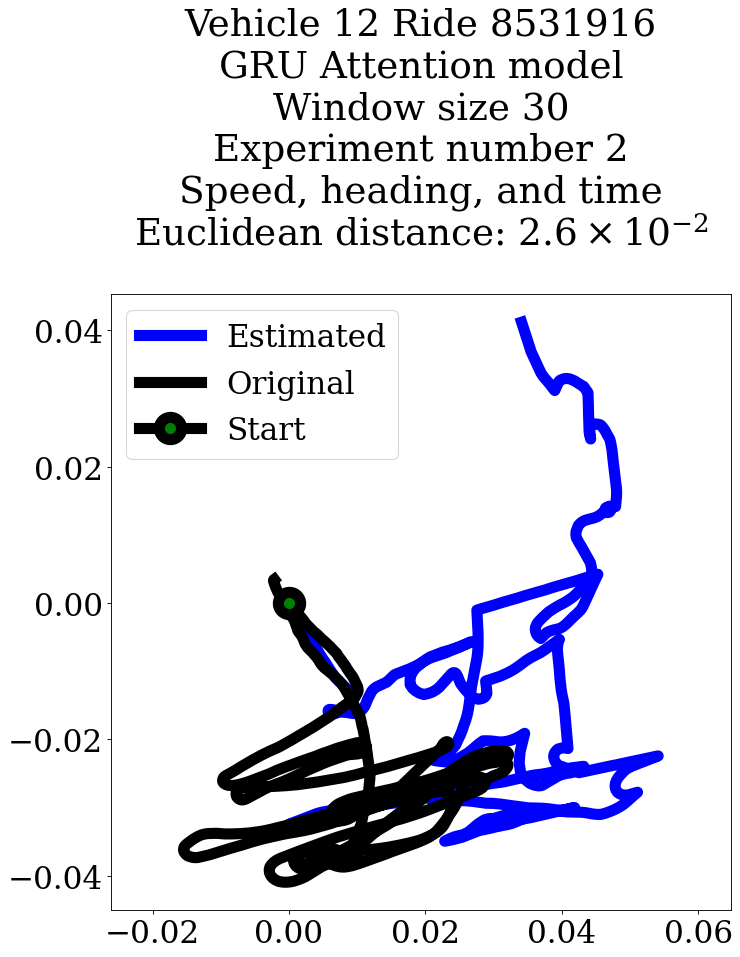 Vehicle 12 Ride 8531916
GRU Attention model
Window size 30
Experiment number 2
Speed, heading, and time
Euclidean distance: 2.6 × 10⁻²
Estimated
Original
Start
0.04
0.02
0.00
−0.02
−0.04
−0.02 0.00 0.02 0.04 0.06